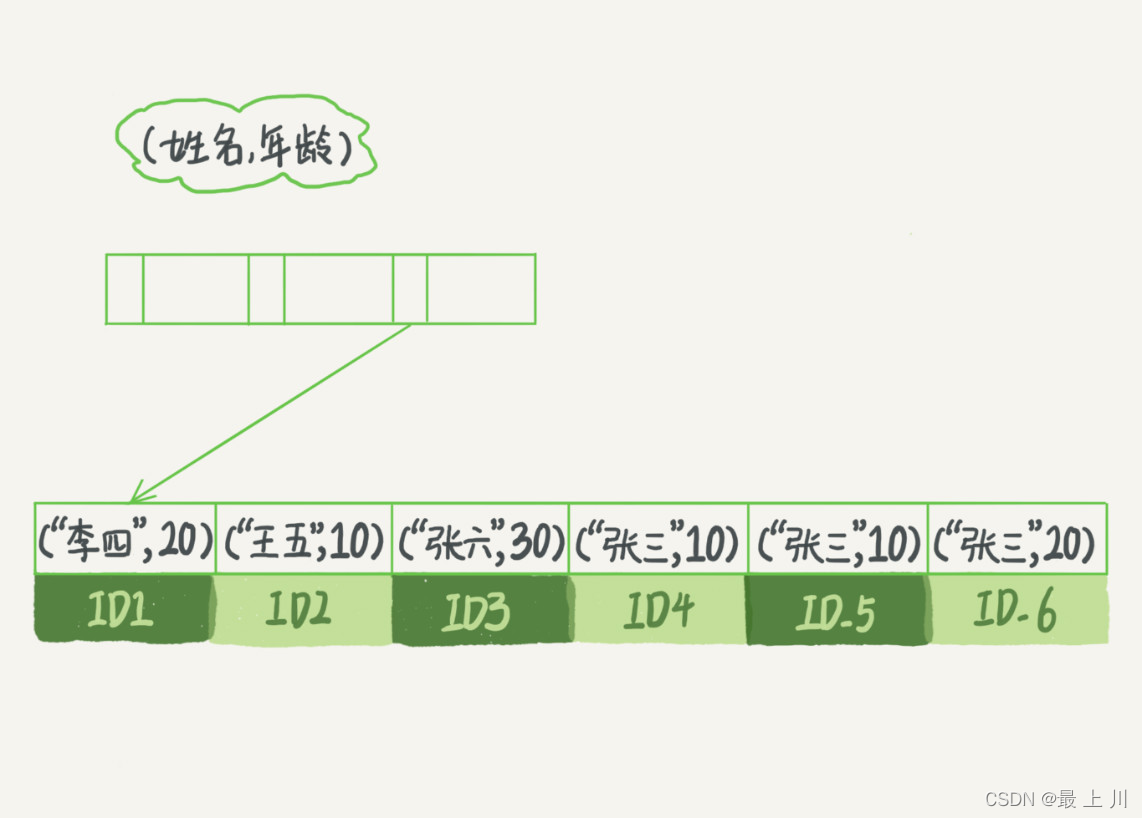 (姓名,年龄)
("李四",20) ("王五",10) ("张六",30) ("张三",10) ("张三",10) ("张三",20)
ID1 ID2 ID3 ID4 ID-5 ID-6
CSDN @最 上 川